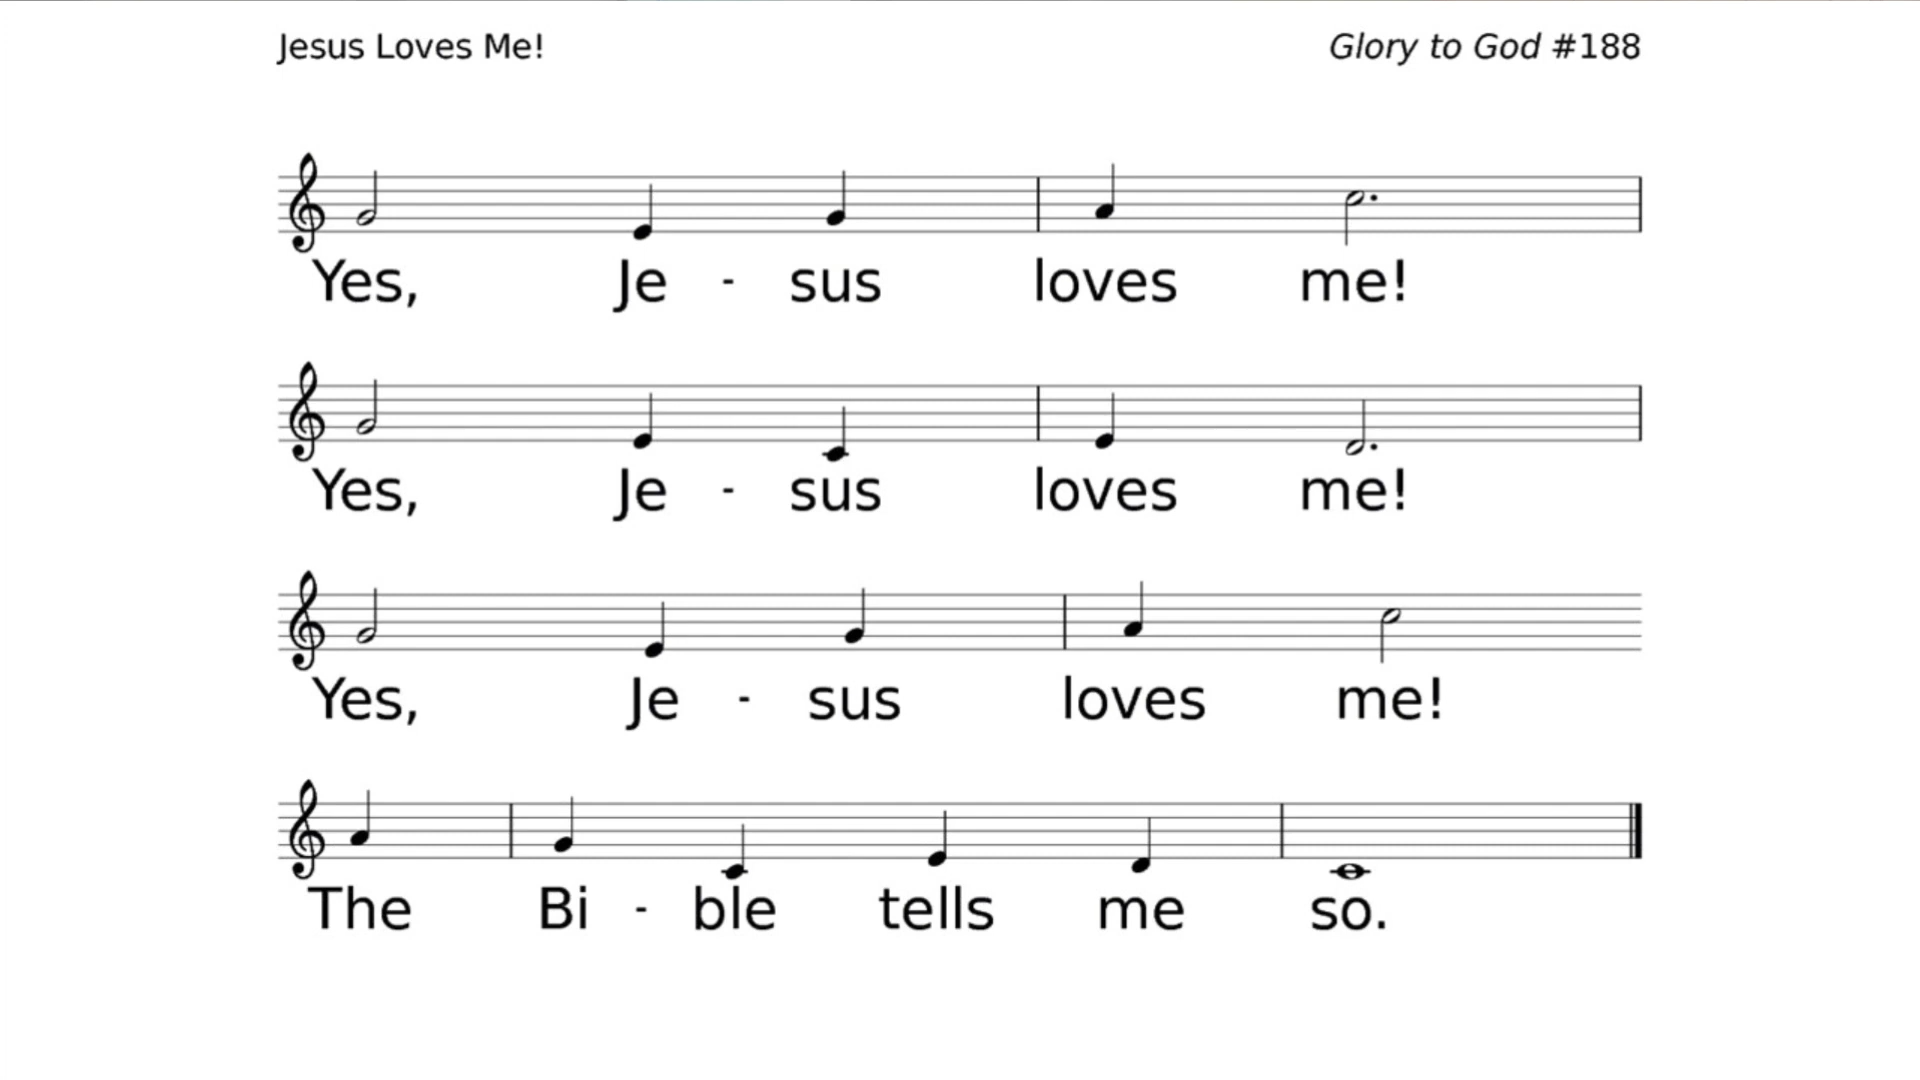 Jesus Loves Me! Glory to God #188
Yes, Je - sus loves me!
Yes, Je - sus loves me!
Yes, Je - sus loves me!
The Bi - ble tells me so.